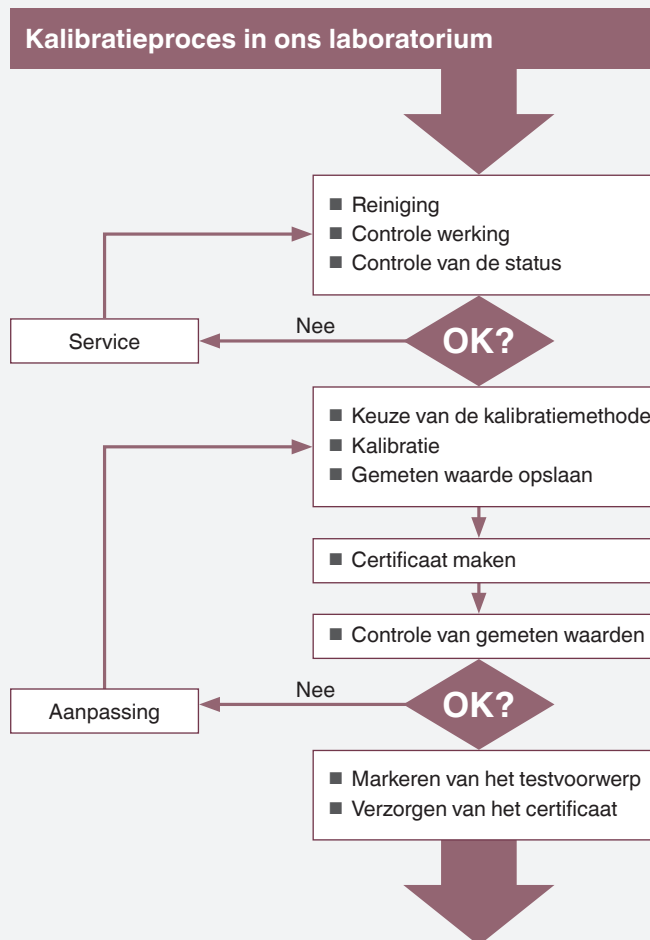 Kalibratieproces in ons laboratorium
■ Reiniging
■ Controle werking
■ Controle van de status
Nee
Service
OK?
■ Keuze van de kalibratiemethode
■ Kalibratie
■ Gemeten waarde opslaan
■ Certificaat maken
■ Controle van gemeten waarden
Nee
Aanpassing
OK?
■ Markeren van het testvoorwerp
■ Verzorgen van het certificaat